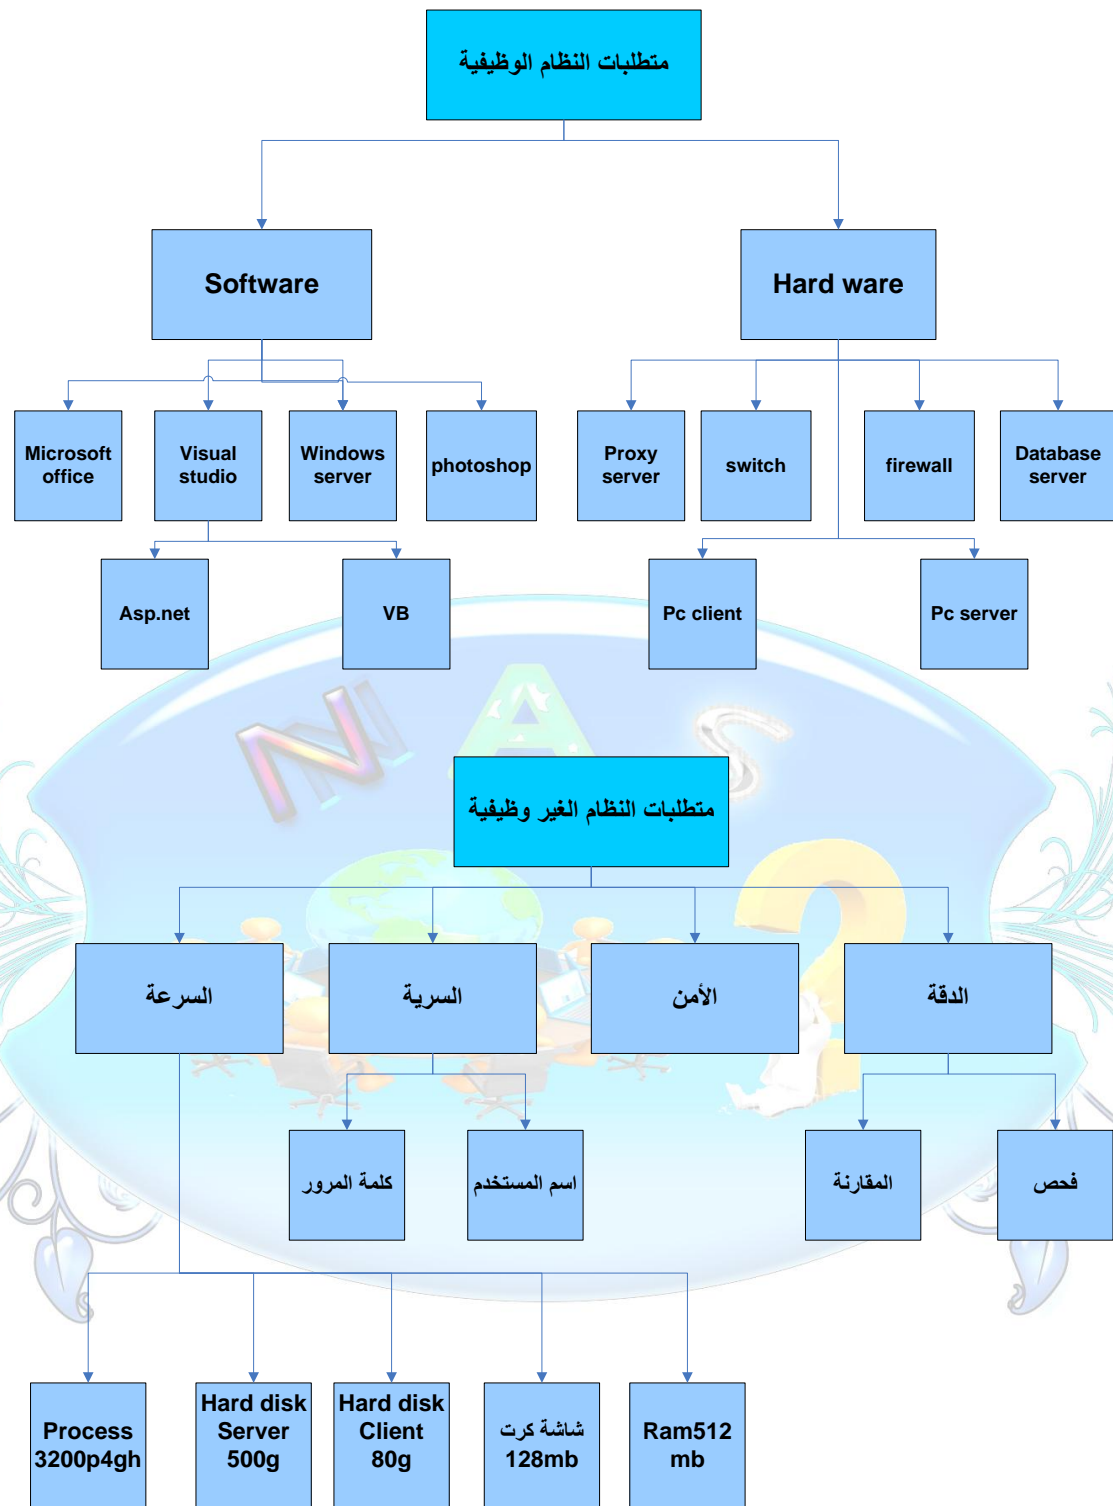 متطلبات النظام الوظيفية
Software
Hard ware
Microsoft
office
Visual
studio
Windows
server
photoshop
Proxy
server
switch
firewall
Database
server
Asp.net
VB
Pc client
Pc server
N A S
متطلبات النظام الغير وظيفية
السرعة
السرية
الأمن
الدقة
كلمة المرور
اسم المستخدم
المقارنة
فحص
Process
3200p4gh
Hard disk
Server
500g
Hard disk
Client
80g
شاشة كرت
128mb
Ram512
mb